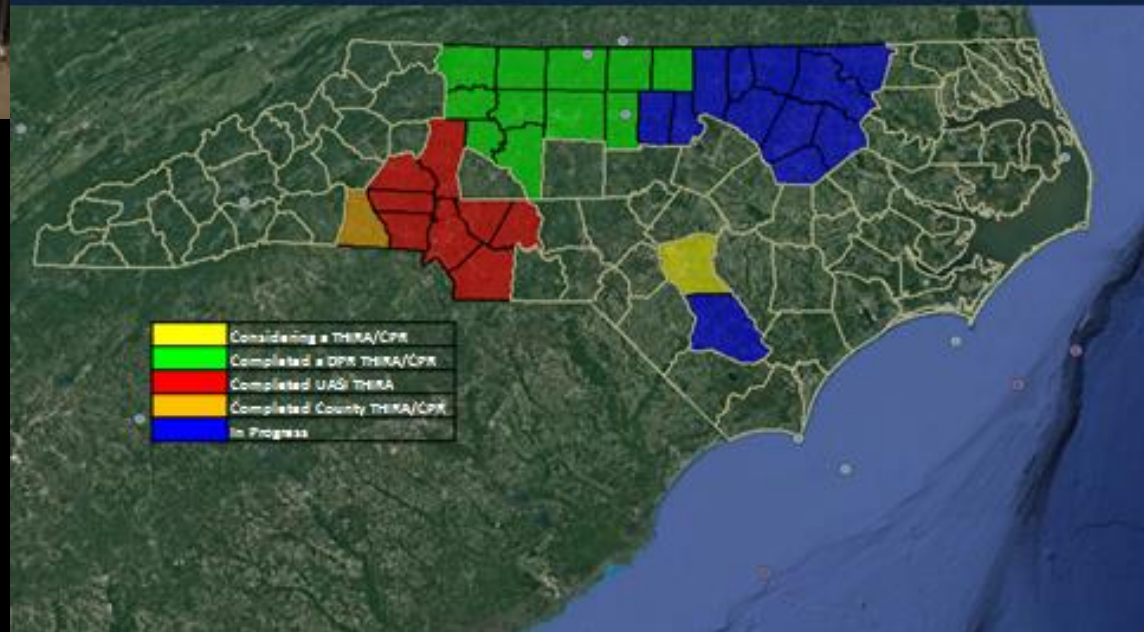 Considering a THIRA/CPR
Completed a DPR THIRA/CPR
Completed UASI THIRA
Completed County THIRA/CPR
In Progress